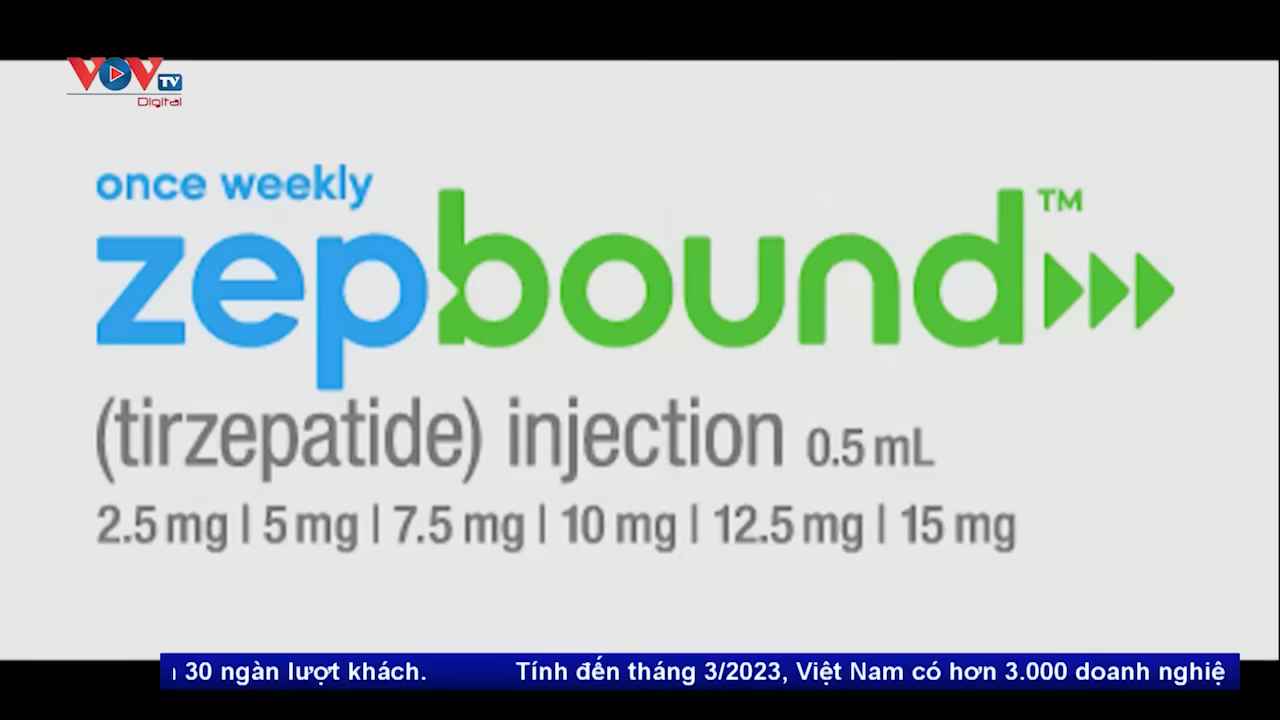 VOV TV
Digital
once weekly
zepbound™
(tirzepatide) injection 0.5 mL
2.5 mg | 5 mg | 7.5 mg | 10 mg | 12.5 mg | 15 mg
30 ngàn lượt khách. Tính đến tháng 3/2023, Việt Nam có hơn 3.000 doanh nghiệ